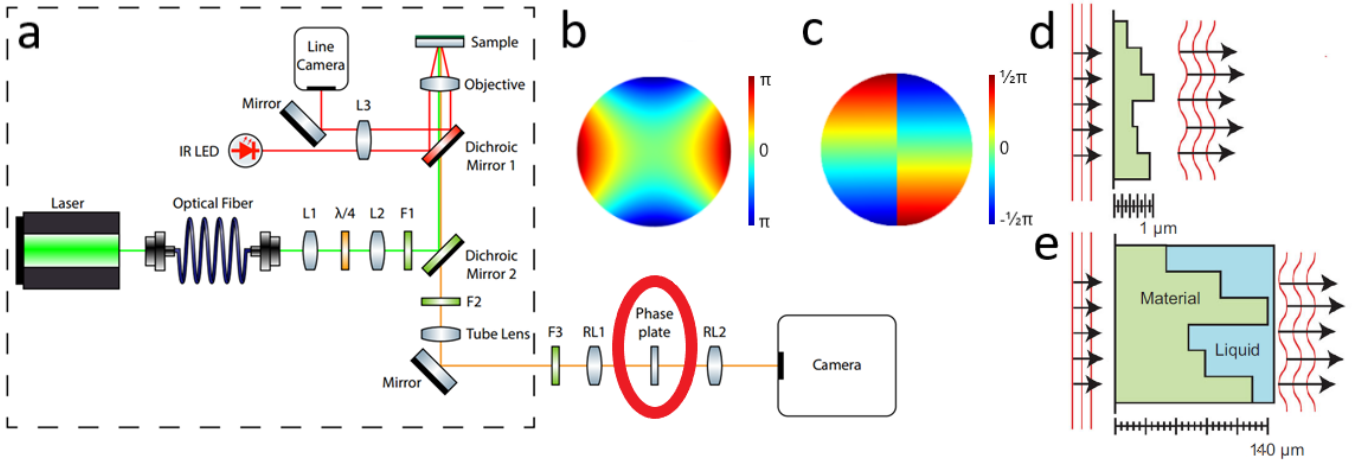 a
Line
Camera
Sample
Objective
Mirror
L3
IR LED
Dichroic
Mirror 1
Laser
Optical Fiber
L1
λ/4
L2
F1
Dichroic
Mirror 2
F2
Tube Lens
Mirror
F3
RL1
Phase
plate
RL2
Camera
b
π
0
π
c
½π
0
-½π
d
1 µm
e
Material
Liquid
140 µm